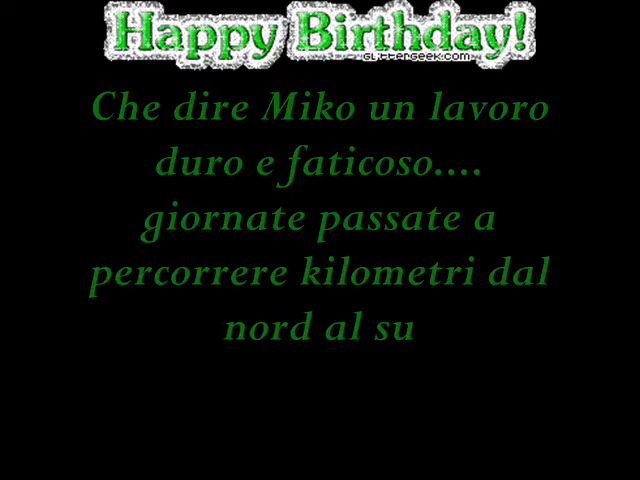 Happy Birthday!
GLitterGeek.com
Che dire Miko un lavoro
duro e faticoso....
giornate passate a
percorrere kilometri dal
nord al su